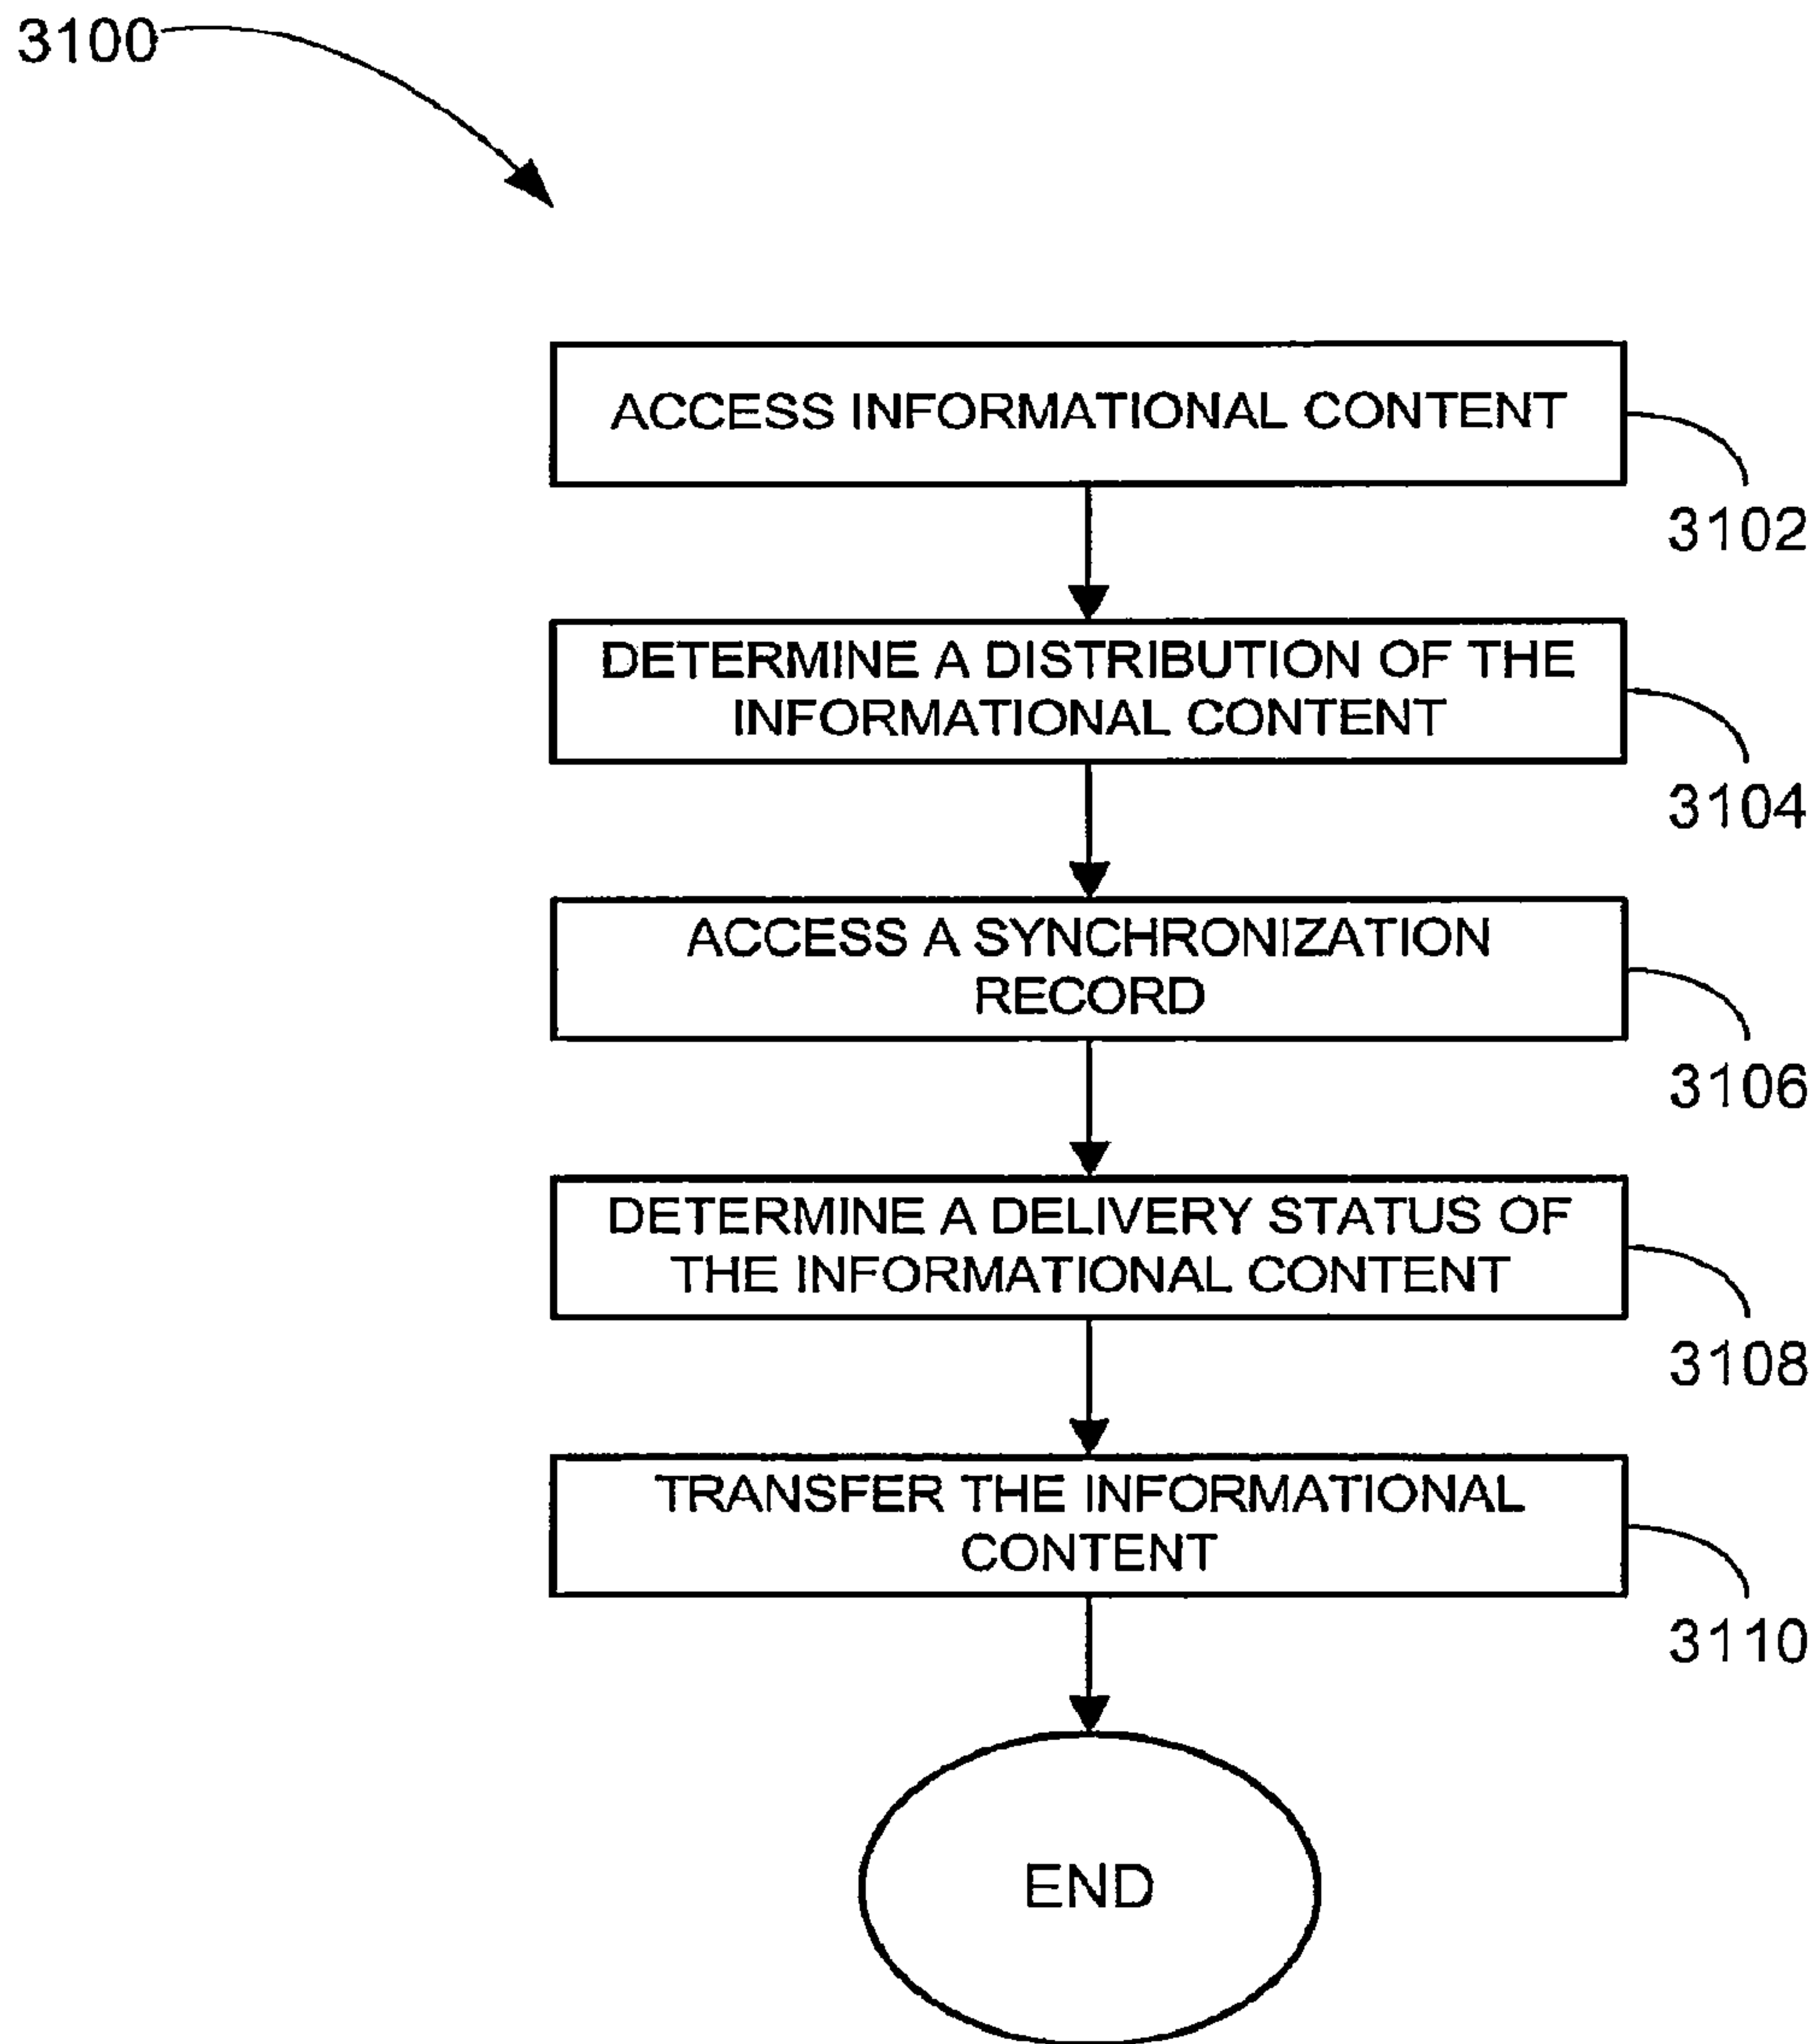 3100
ACCESS INFORMATIONAL CONTENT
3102
DETERMINE A DISTRIBUTION OF THE
INFORMATIONAL CONTENT
3104
ACCESS A SYNCHRONIZATION
RECORD
3106
DETERMINE A DELIVERY STATUS OF
THE INFORMATIONAL CONTENT
3108
TRANSFER THE INFORMATIONAL
CONTENT
3110
END